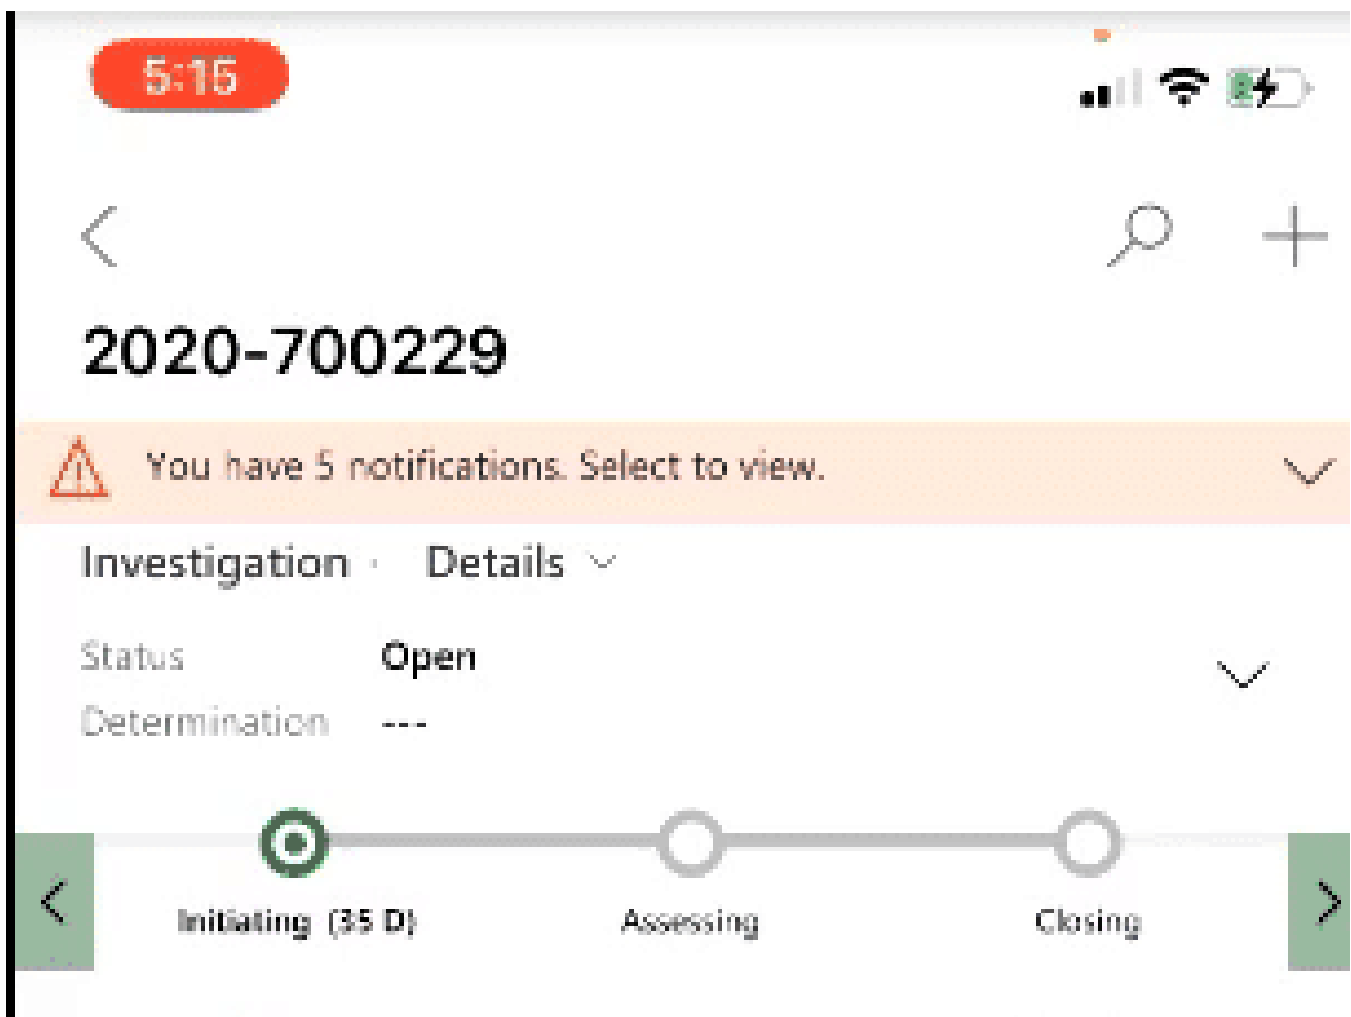 5:15
2020-700229
You have 5 notifications. Select to view.
Investigation · Details
Status Open
Determination ---
Initiating (35 D) Assessing Closing